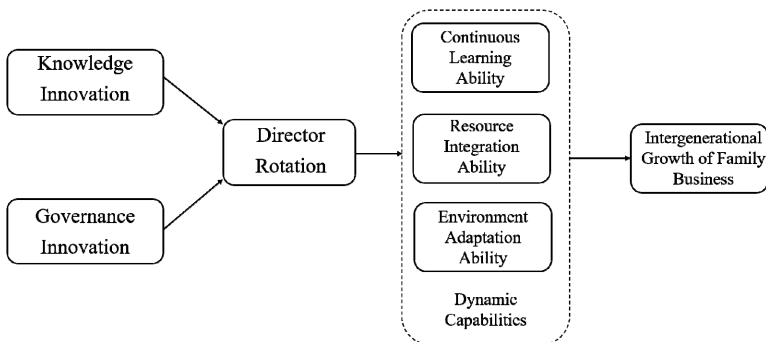 Knowledge
Innovation
Governance
Innovation
Director
Rotation
Continuous
Learning
Ability
Resource
Integration
Ability
Environment
Adaptation
Ability
Dynamic
Capabilities
Intergenerational
Growth of Family
Business